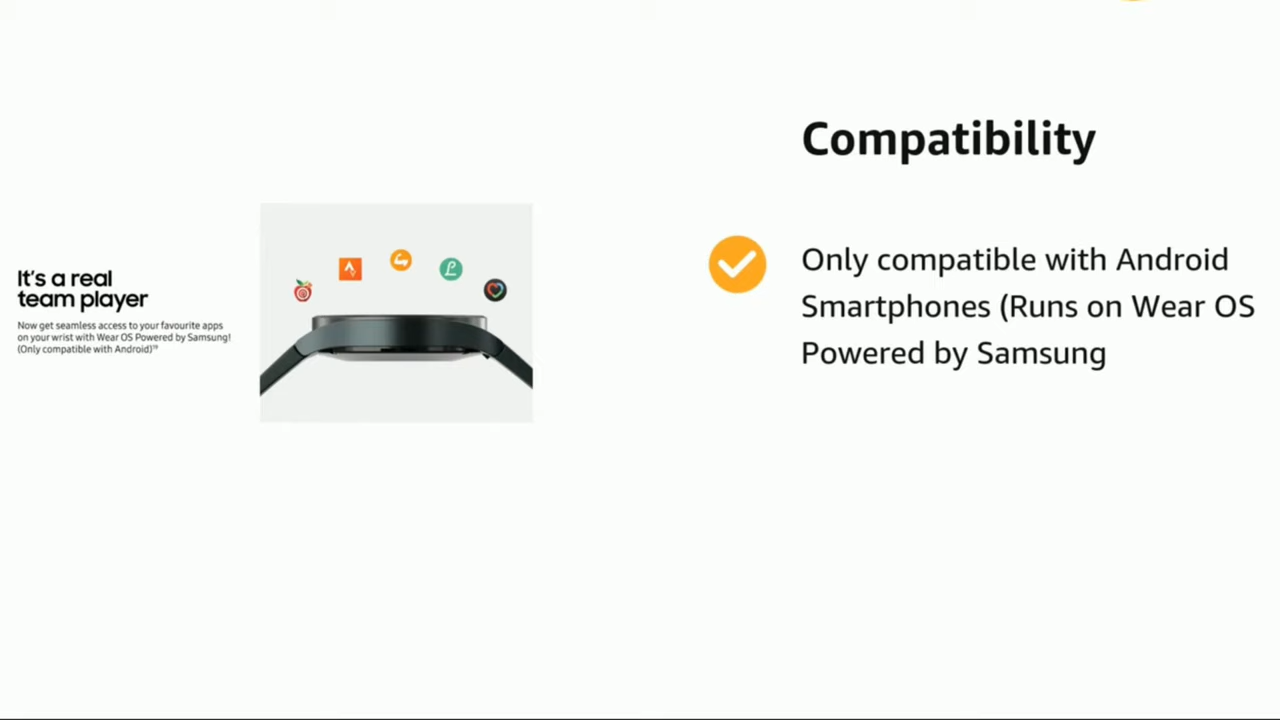 Compatibility
It's a real
team player
Now get seamless access to your favourite apps
on your wrist with Wear OS Powered by Samsung!
(Only compatible with Android)¹⁹
Only compatible with Android
Smartphones (Runs on Wear OS
Powered by Samsung